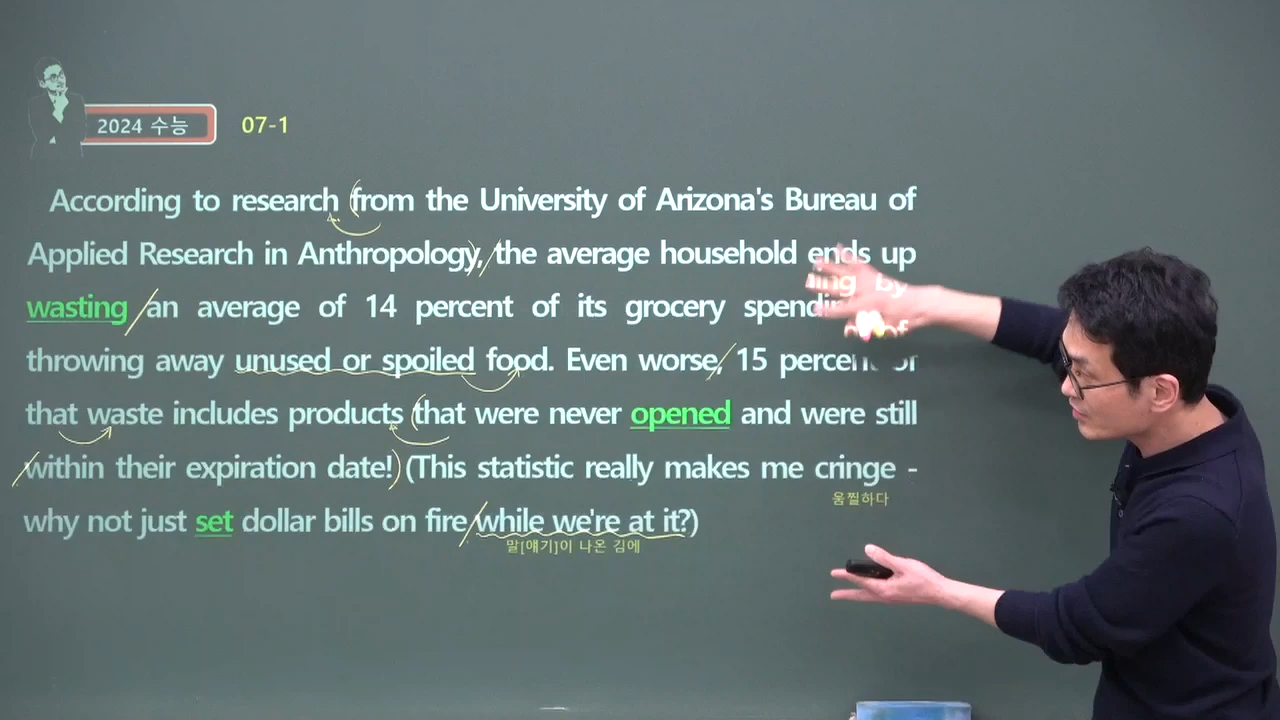 2024 수능 07-1
According to research (from the University of Arizona's Bureau of
Applied Research in Anthropology), the average household ends up
wasting an average of 14 percent of its grocery spending by
throwing away unused or spoiled food. Even worse, 15 percent of
that waste includes products (that were never opened and were still
within their expiration date!) (This statistic really makes me cringe -
움찔하다
why not just set dollar bills on fire while we're at it?)
말[얘기]이 나온 김에